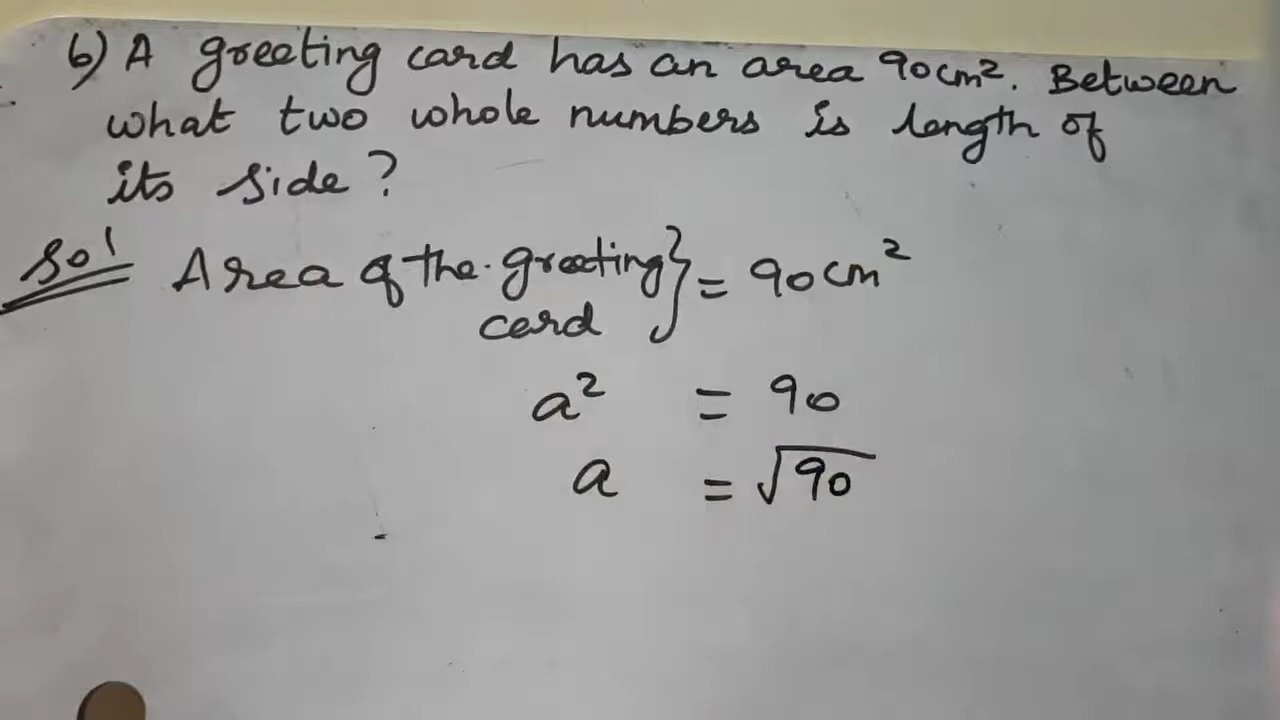 6) A greeting card has an area 90cm². Between
what two whole numbers is length of
its side?
Sol Area of the greeting
card } = 90cm²
a² = 90
a = √90